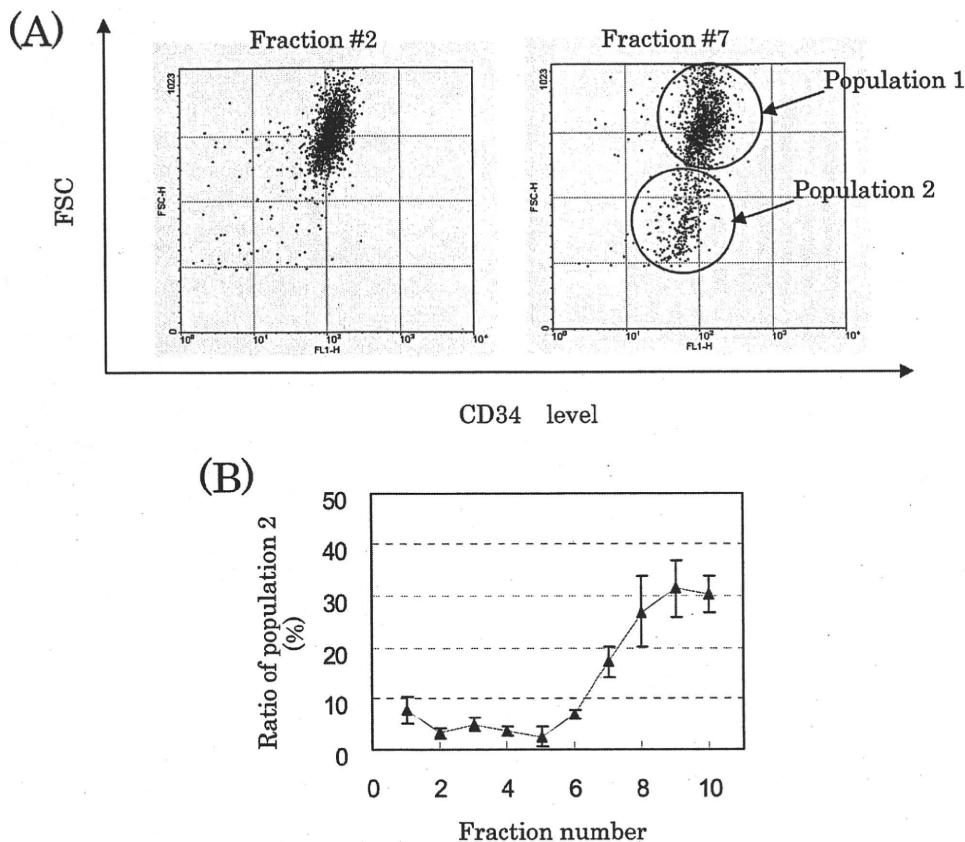 (A)
Fraction #2
Fraction #7
1023
FSC-H
0
10⁰ 10¹ 10² 10³ 10⁴
FL1-H
1023
FSC-H
0
10⁰ 10¹ 10² 10³ 10⁴
FL1-H
Population 1
Population 2
FSC
CD34 level
(B)
Ratio of population 2
(%)
50
40
30
20
10
0
0 2 4 6 8 10
Fraction number